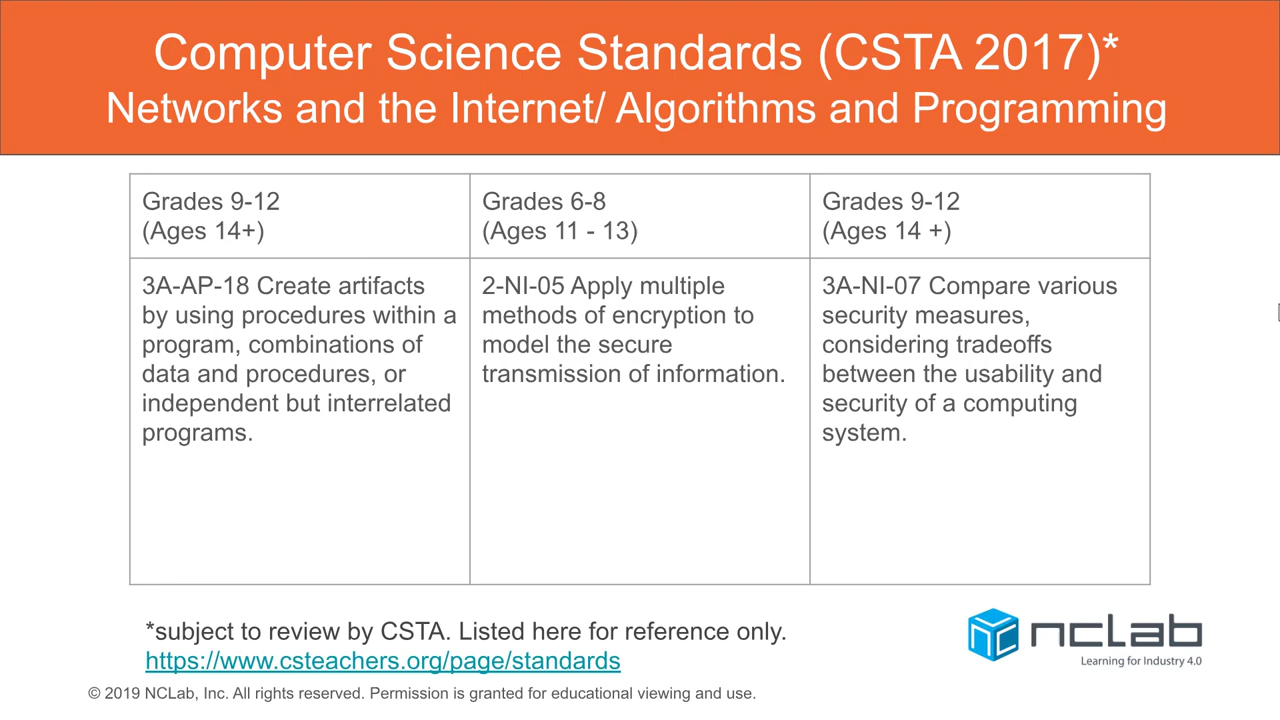 Computer Science Standards (CSTA 2017)*
Networks and the Internet/ Algorithms and Programming
Grades 9-12
(Ages 14+)
Grades 6-8
(Ages 11 - 13)
Grades 9-12
(Ages 14 +)
3A-AP-18 Create artifacts
by using procedures within a
program, combinations of
data and procedures, or
independent but interrelated
programs.
2-NI-05 Apply multiple
methods of encryption to
model the secure
transmission of information.
3A-NI-07 Compare various
security measures,
considering tradeoffs
between the usability and
security of a computing
system.
*subject to review by CSTA. Listed here for reference only.
https://www.csteachers.org/page/standards
nclab
Learning for Industry 4.0
© 2019 NCLab, Inc. All rights reserved. Permission is granted for educational viewing and use.